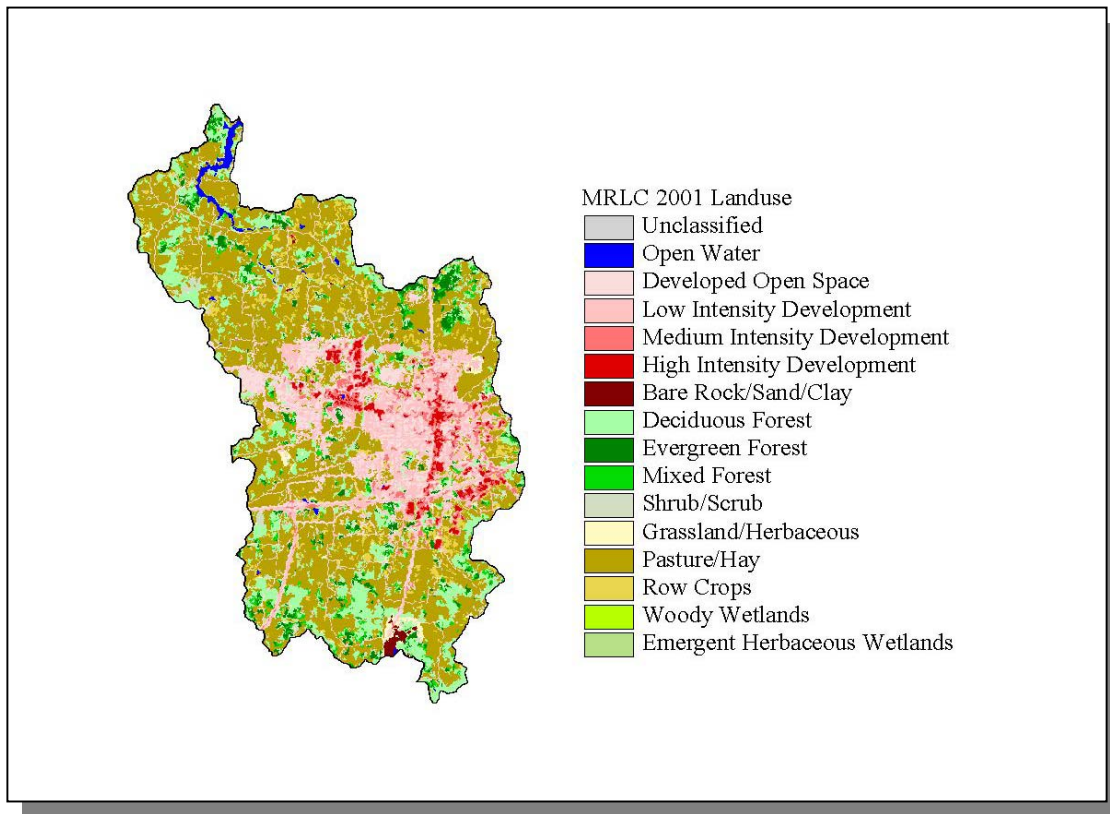 MRLC 2001 Landuse
Unclassified
Open Water
Developed Open Space
Low Intensity Development
Medium Intensity Development
High Intensity Development
Bare Rock/Sand/Clay
Deciduous Forest
Evergreen Forest
Mixed Forest
Shrub/Scrub
Grassland/Herbaceous
Pasture/Hay
Row Crops
Woody Wetlands
Emergent Herbaceous Wetlands